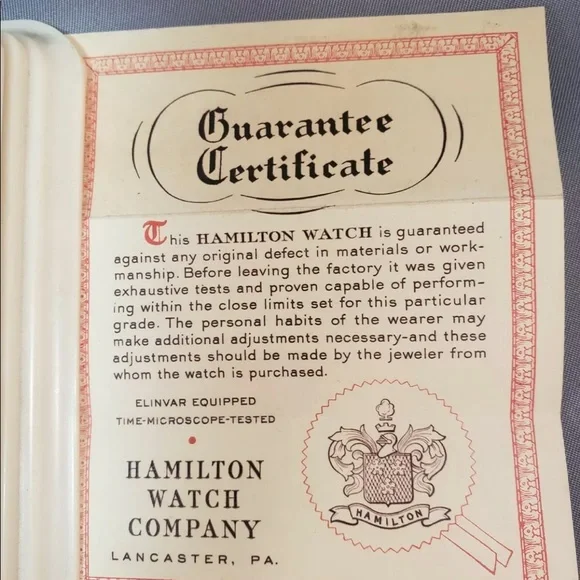 Guarantee
Certificate
This HAMILTON WATCH is guaranteed
against any original defect in materials or work-
manship. Before leaving the factory it was given
exhaustive tests and proven capable of perform-
ing within the close limits set for this particular
grade. The personal habits of the wearer may
make additional adjustments necessary-and these
adjustments should be made by the jeweler from
whom the watch is purchased.
ELINVAR EQUIPPED
TIME-MICROSCOPE-TESTED
HAMILTON
WATCH
COMPANY
LANCASTER, PA.
HAMILTON